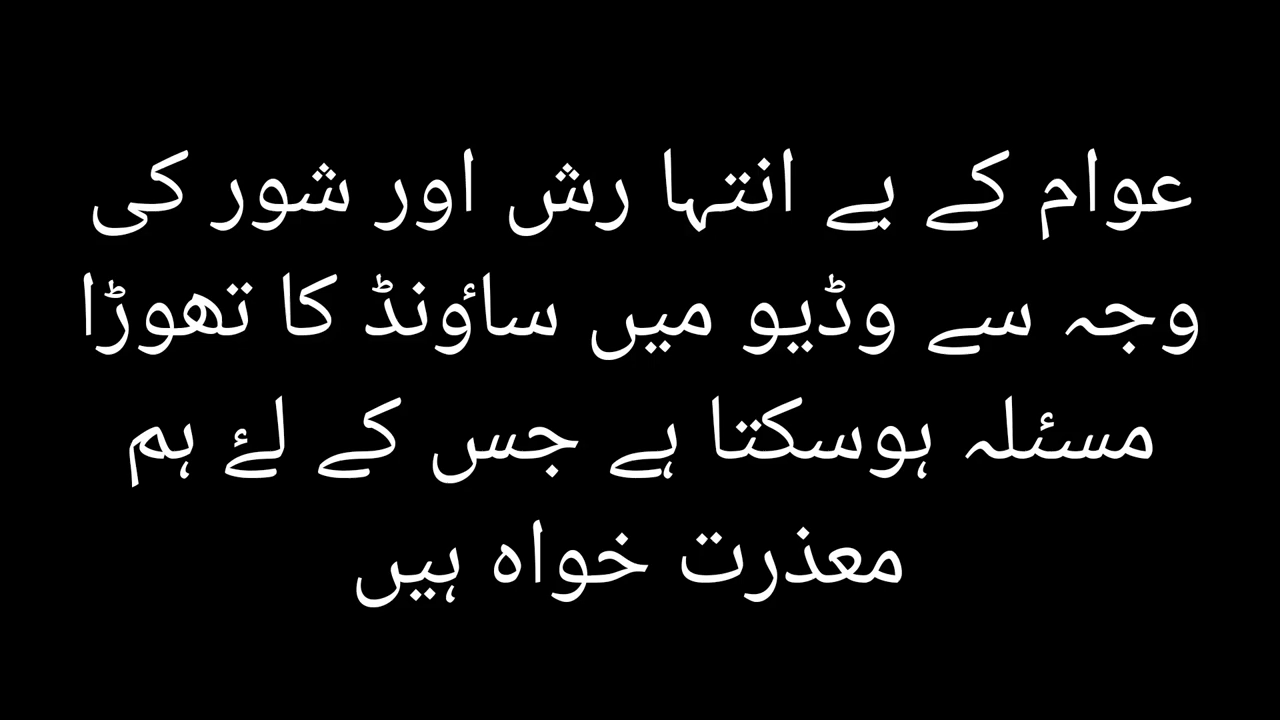 عوام کے بے انتہا رش اور شور کی
وجہ سے وڈیو میں ساؤنڈ کا تھوڑا
مسئلہ ہوسکتا ہے جس کے لۓ ہم
معذرت خواہ ہیں